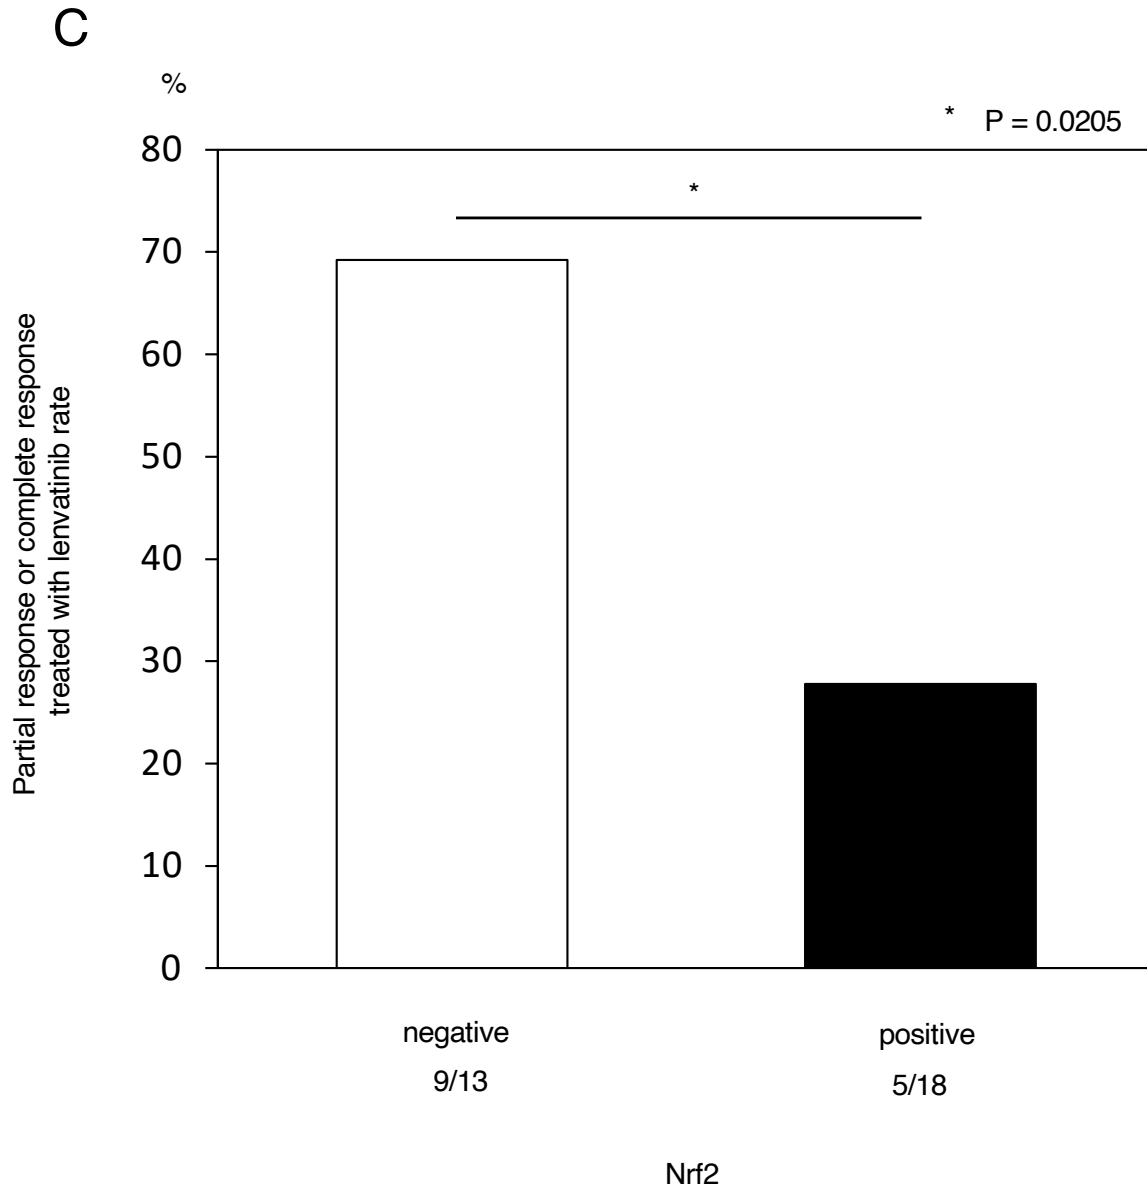 C
%
* P = 0.0205
80
*
70
60
50
40
30
20
10
0
Partial response or complete response
treated with lenvatinib rate
negative
positive
9/13
5/18
Nrf2